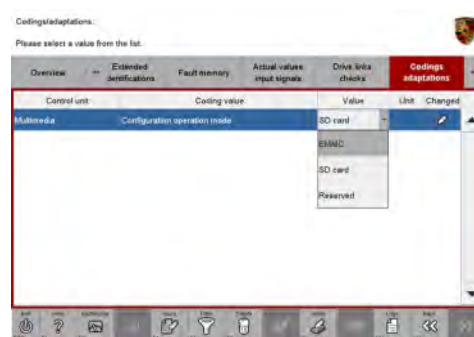 Codings/adaptations:
Please select a value from the list.
Overview
Extended identifications
Fault memory
Actual values input signals
Drive links checks
Codings adaptations
Control unit Coding value Value Unit Changed
Multimedia Configuration operation mode SD card
EMMC
SD card
Reserved